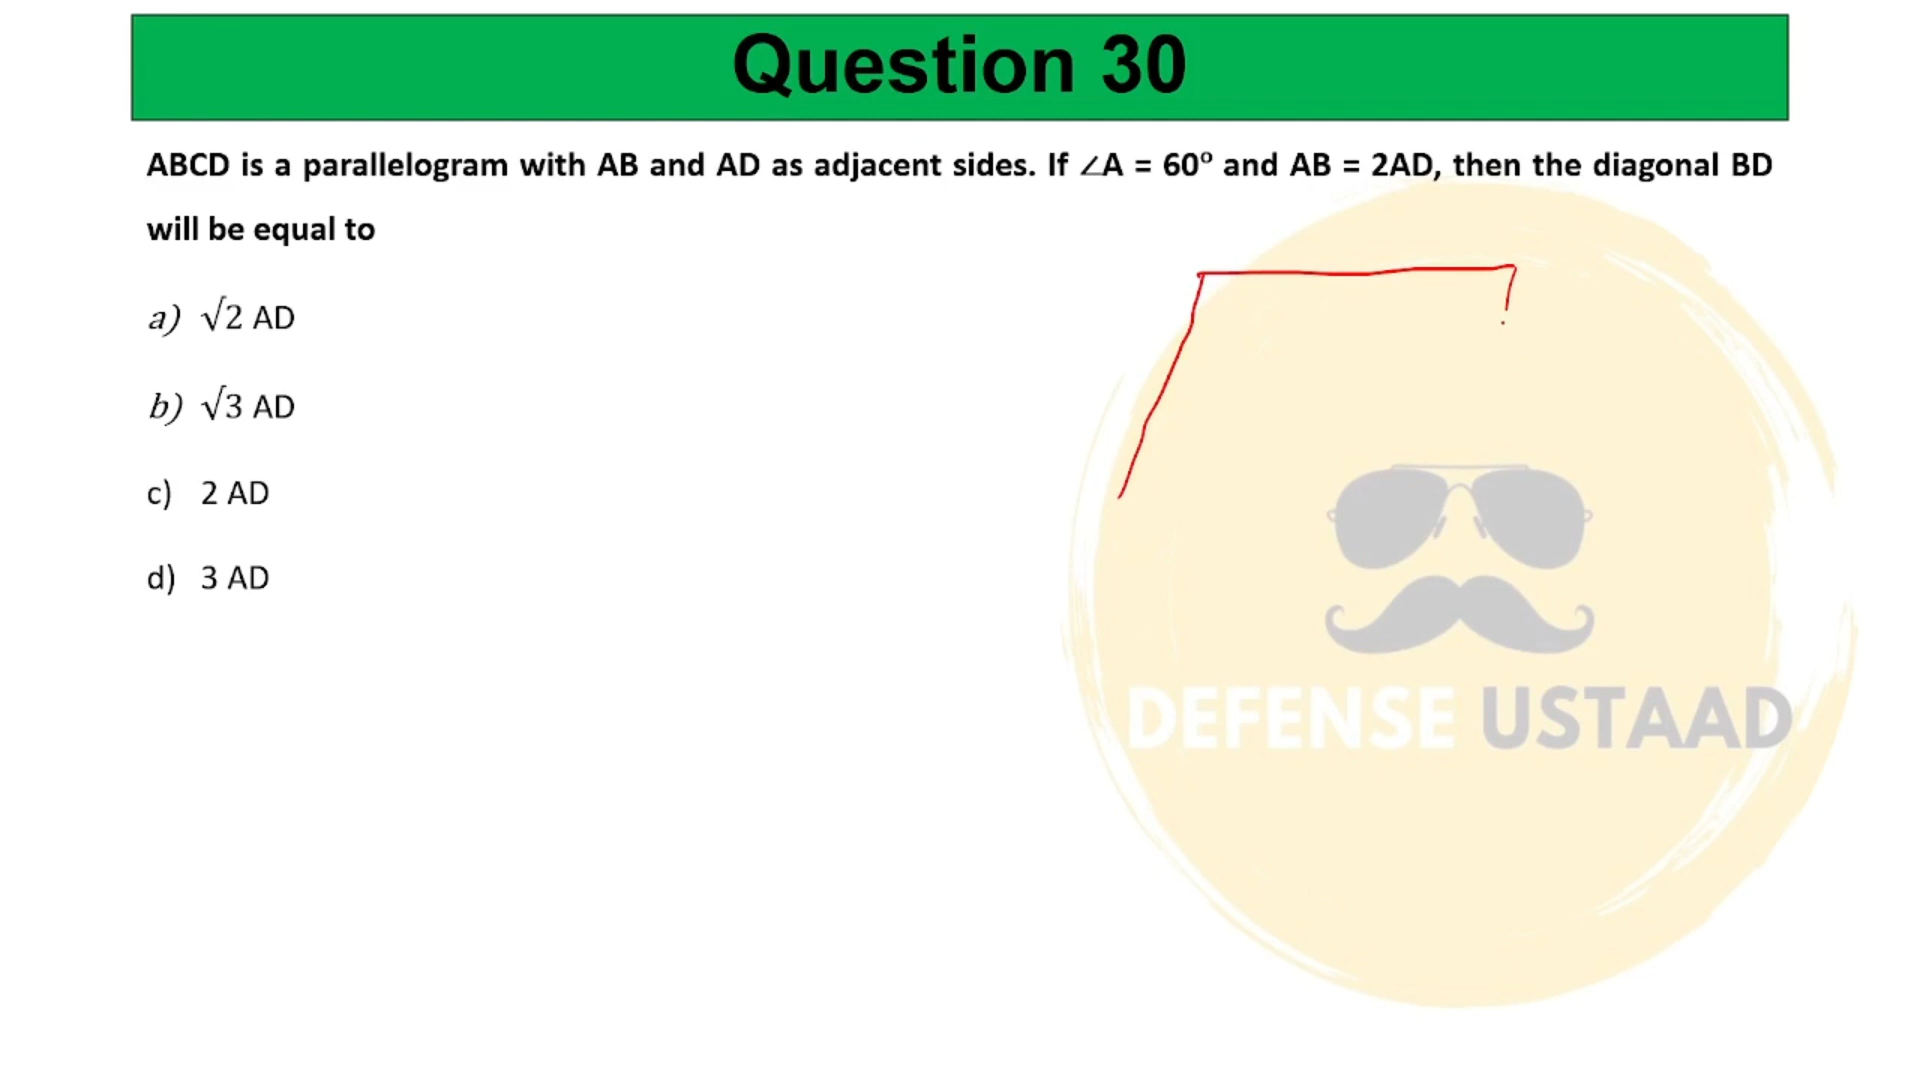 Question 30
ABCD is a parallelogram with AB and AD as adjacent sides. If ∠A = 60º and AB = 2AD, then the diagonal BD
will be equal to
a) √2 AD
b) √3 AD
c) 2 AD
d) 3 AD
DEFENSE USTAAD